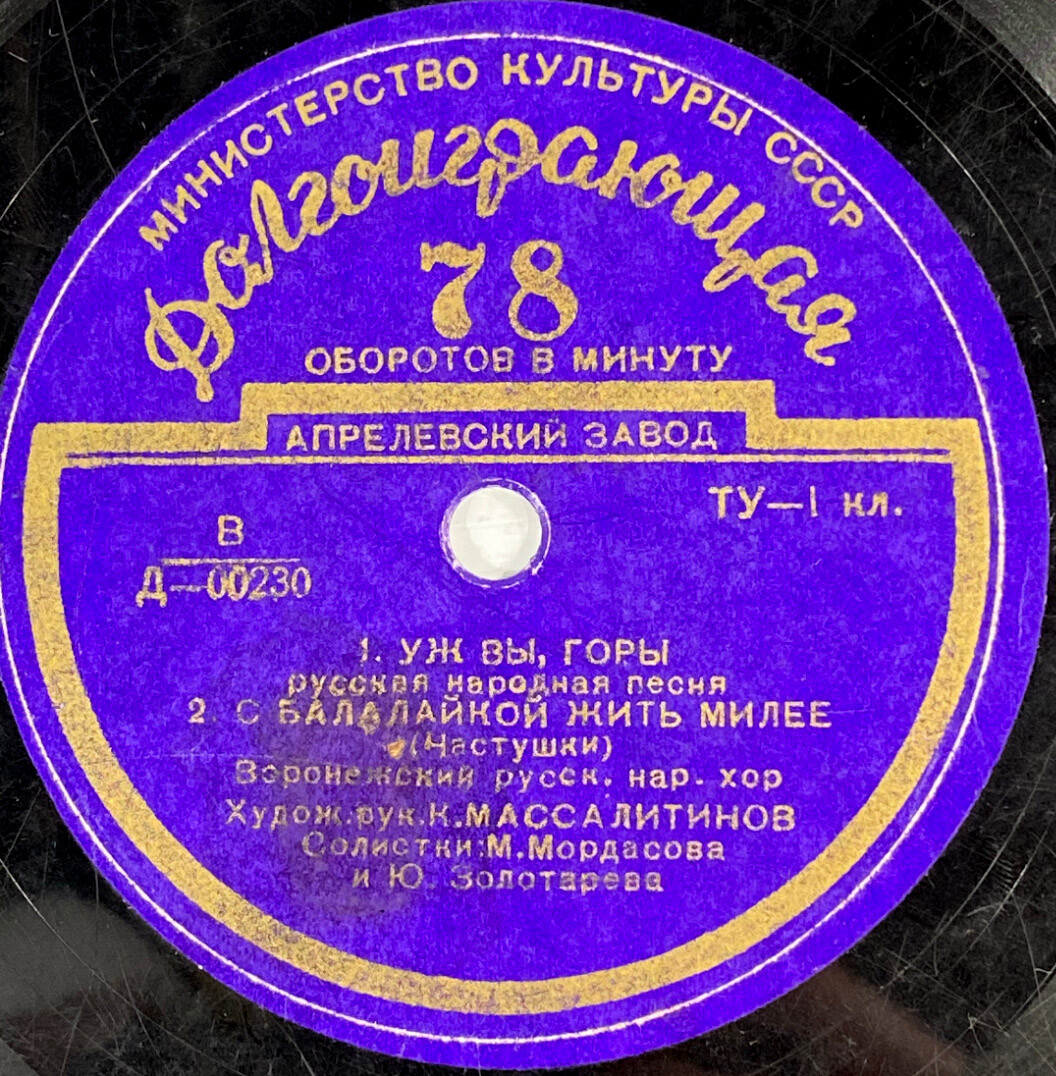 МИНИСТЕРСТВО КУЛЬТУРЫ СССР
Долгоиграющая
78
ОБОРОТОВ В МИНУТУ
АПРЕЛЕВСКИЙ ЗАВОД
ТУ—1 кл.
В
Д—00230
1. УЖ ВЫ, ГОРЫ
русская народная песня
2. С БАЛАЛАЙКОЙ ЖИТЬ МИЛЕЕ
(Частушки)
Воронежский русск. нар. хор
Худож.рук.К.МАССАЛИТИНОВ
Солистки:М.Мордасова
и Ю. Золотарева